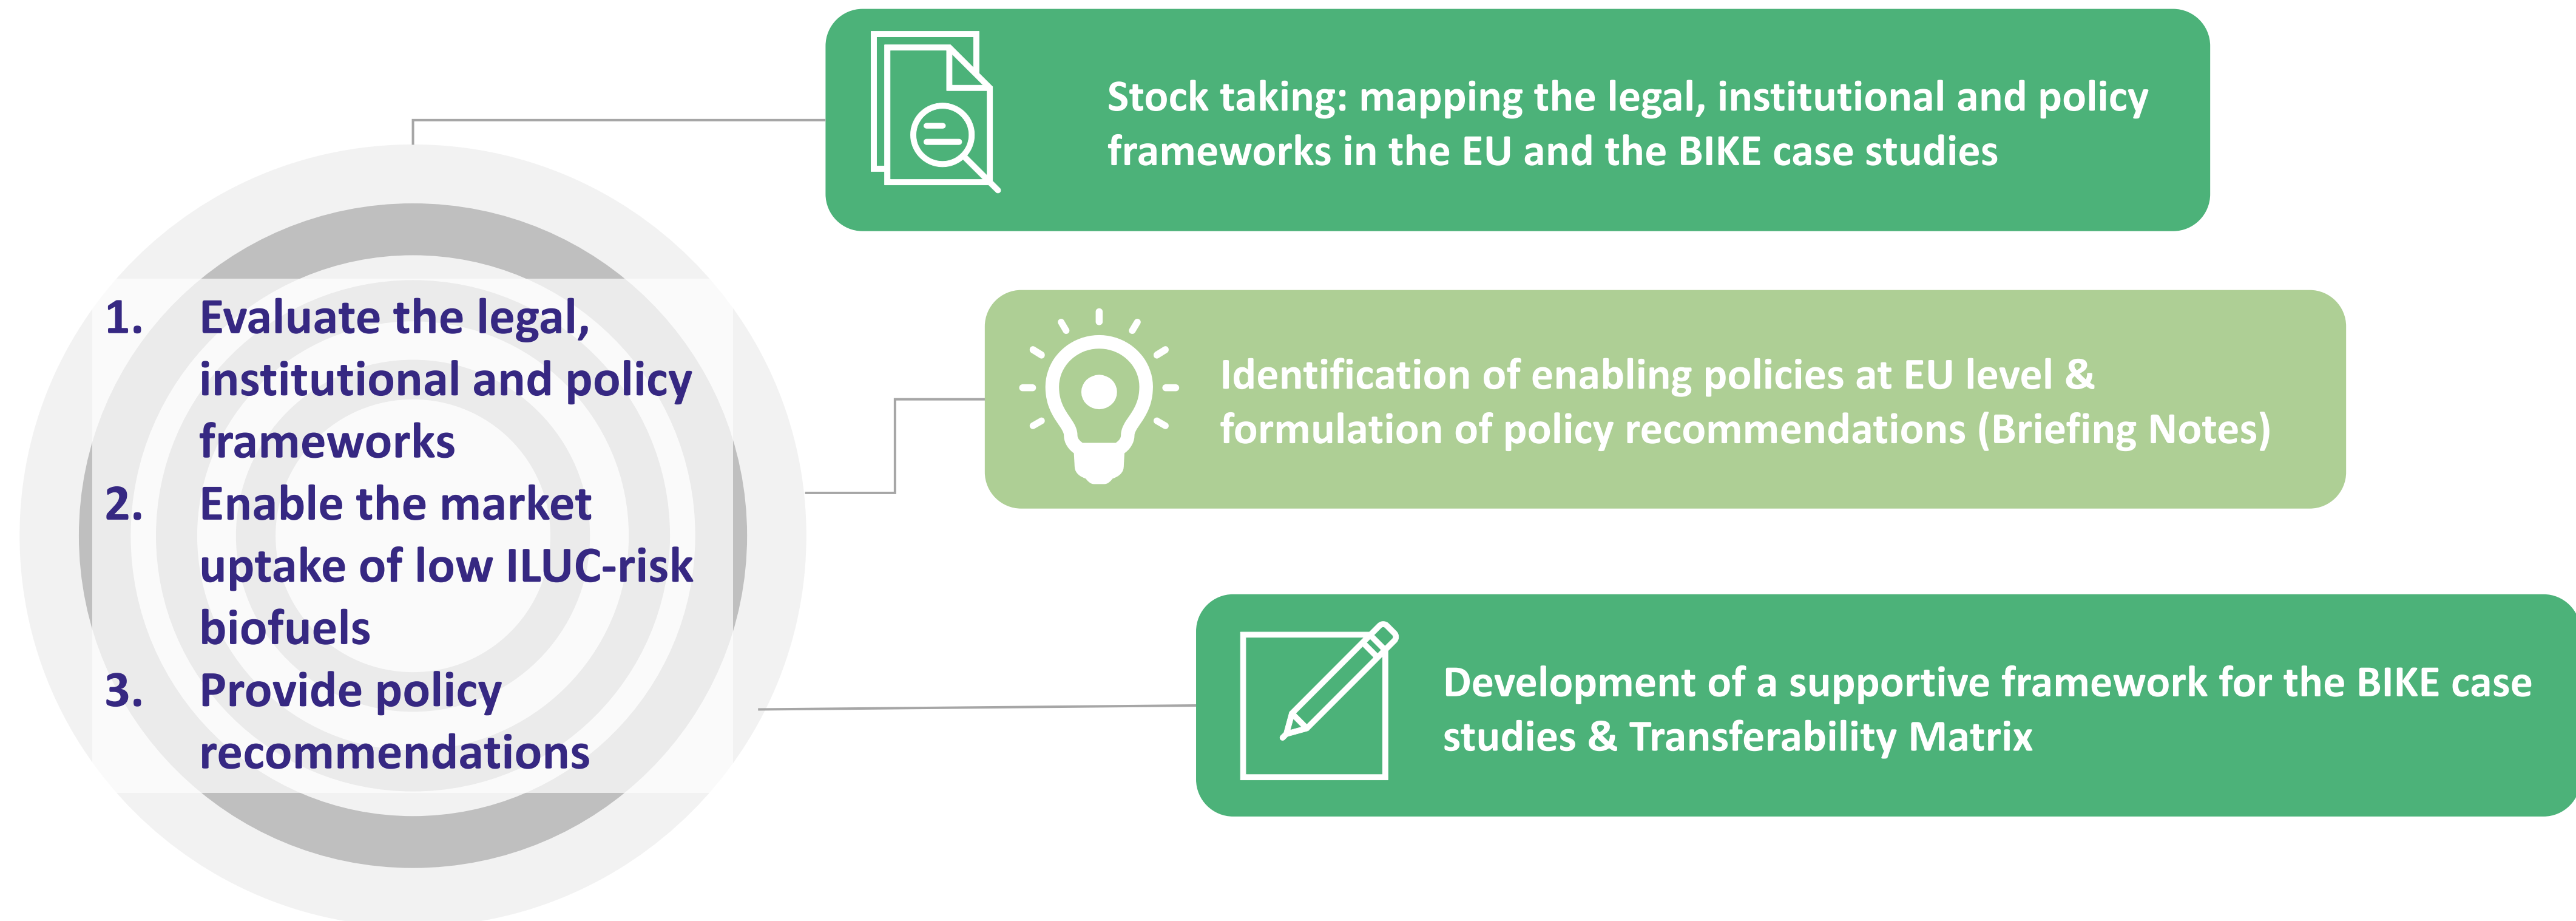 Stock taking: mapping the legal, institutional and policy
frameworks in the EU and the BIKE case studies
1. Evaluate the legal,
institutional and policy
frameworks
2. Enable the market
uptake of low ILUC-risk
biofuels
3. Provide policy
recommendations
Identification of enabling policies at EU level &
formulation of policy recommendations (Briefing Notes)
Development of a supportive framework for the BIKE case
studies & Transferability Matrix